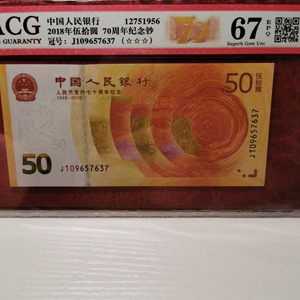 ACG
GUARANTY
中国人民银行 12751956
2018年伍拾圆 70周年纪念钞
冠号: J109657637 (☆☆☆)
67
EPQ
Superb Gem Unc
中国人民银行
人民币发行七十周年纪念
1948-2018
50
伍拾圆
J109657637
50